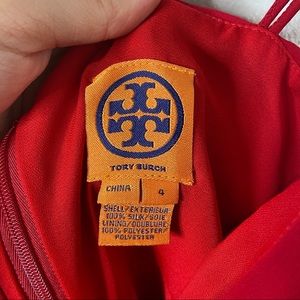 TORY BURCH
CHINA 4
SHELL/EXTERIEUR
100% SILK/SOIE
LINING/DOUBLURE
100% POLYESTER/
POLYESTER